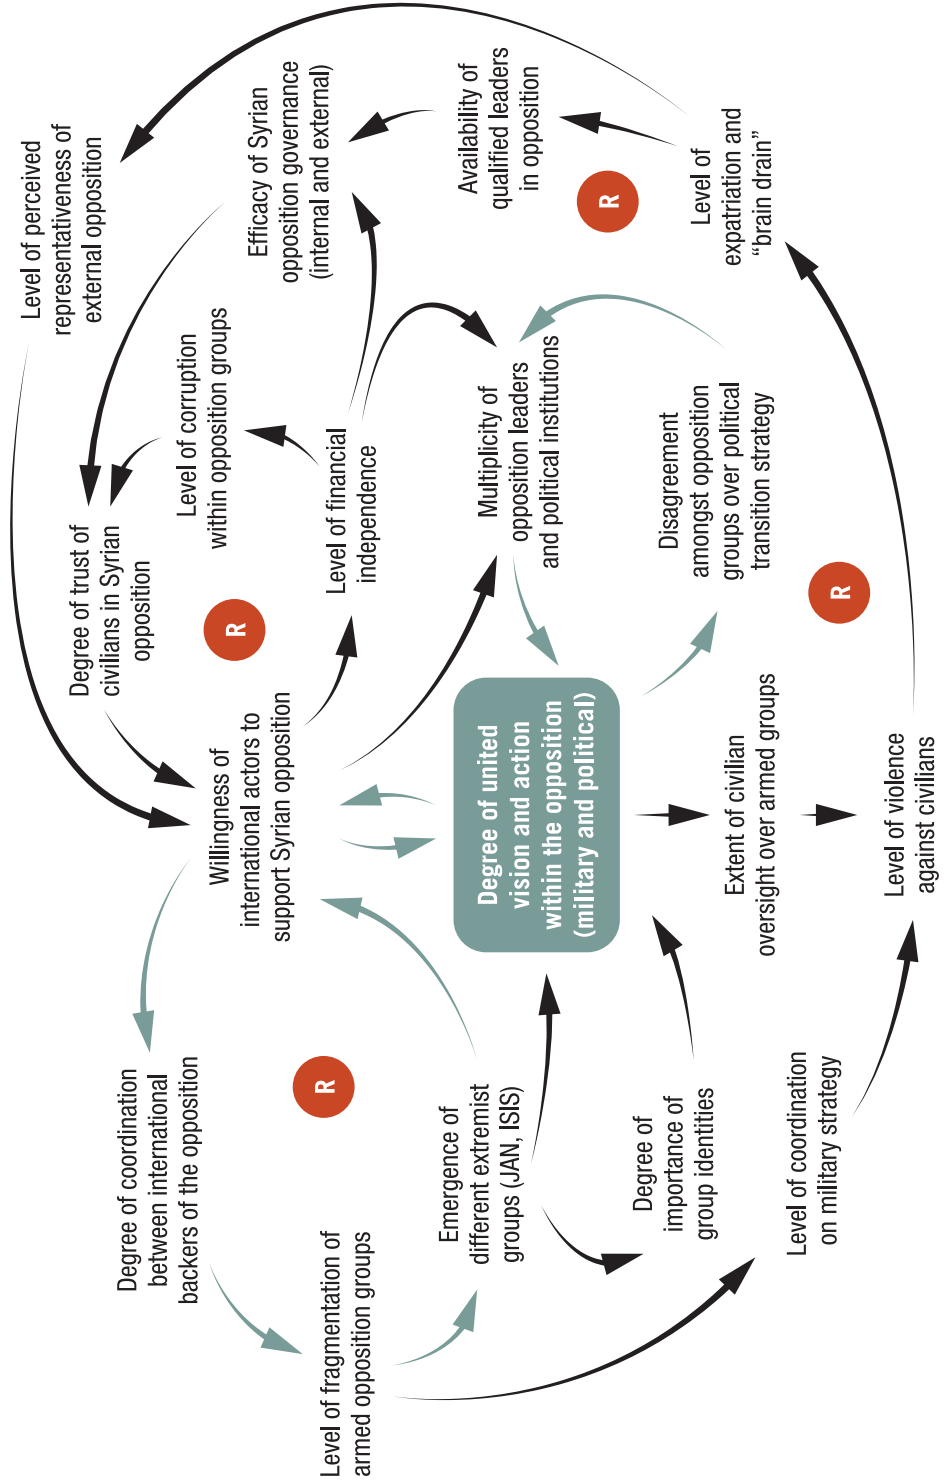 Level of perceived
representativeness of
external opposition
Degree of trust of
civilians in Syrian
opposition
Degree of coordination
between international
backers of the opposition
Level of corruption
within opposition groups
Willingness of
international actors to
support Syrian opposition
R
Efficacy of Syrian
opposition governance
(internal and external)
R
Level of fragmentation of
armed opposition groups
Level of financial
independence
Emergence of
different extremist
groups (JAN, ISIS)
Availability of
qualified leaders
in opposition
Degree of united
vision and action
within the opposition
(military and political)
Multiplicity of
opposition leaders
and political institutions
R
Degree of
importance of
group identities
Disagreement
amongst opposition
groups over political
transition strategy
Level of
expatriation and
“brain drain”
Extent of civilian
oversight over armed groups
Level of coordination
on military strategy
R
Level of violence
against civilians